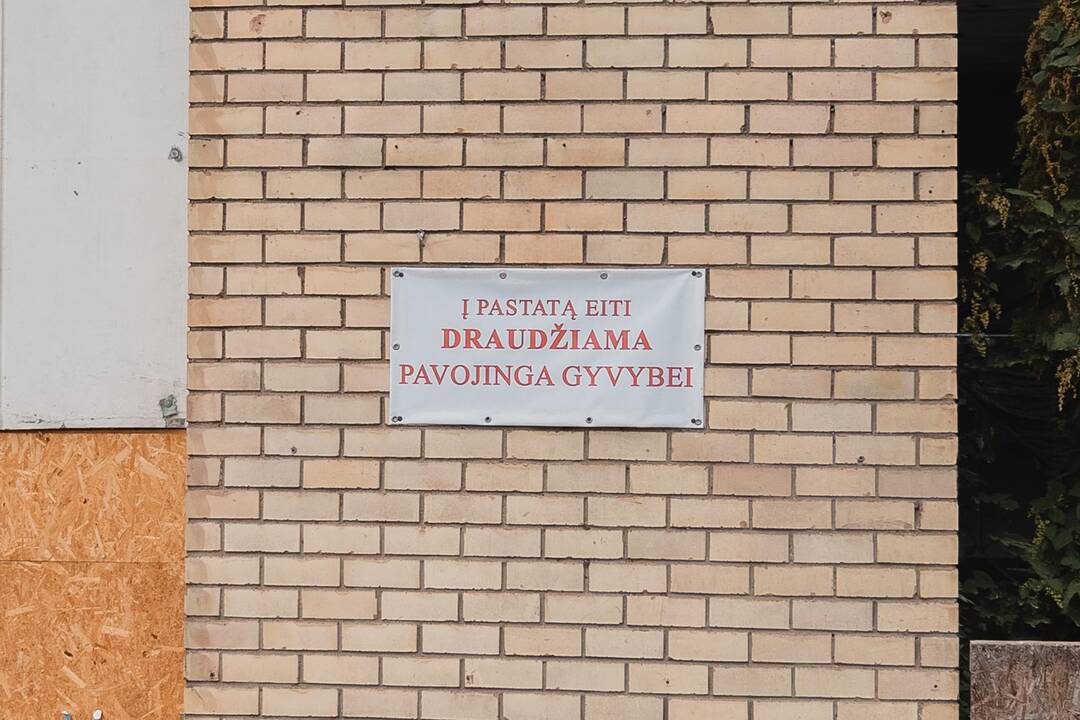 Į PASTATĄ EITI
DRAUDŽIAMA
PAVOJINGA GYVYBEI